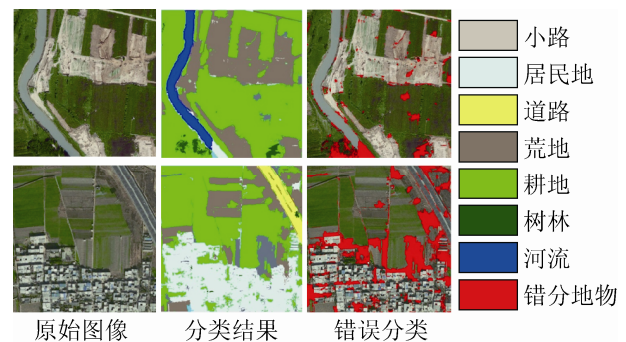 小路
居民地
道路
荒地
耕地
树林
河流
错分地物
原始图像 分类结果 错误分类